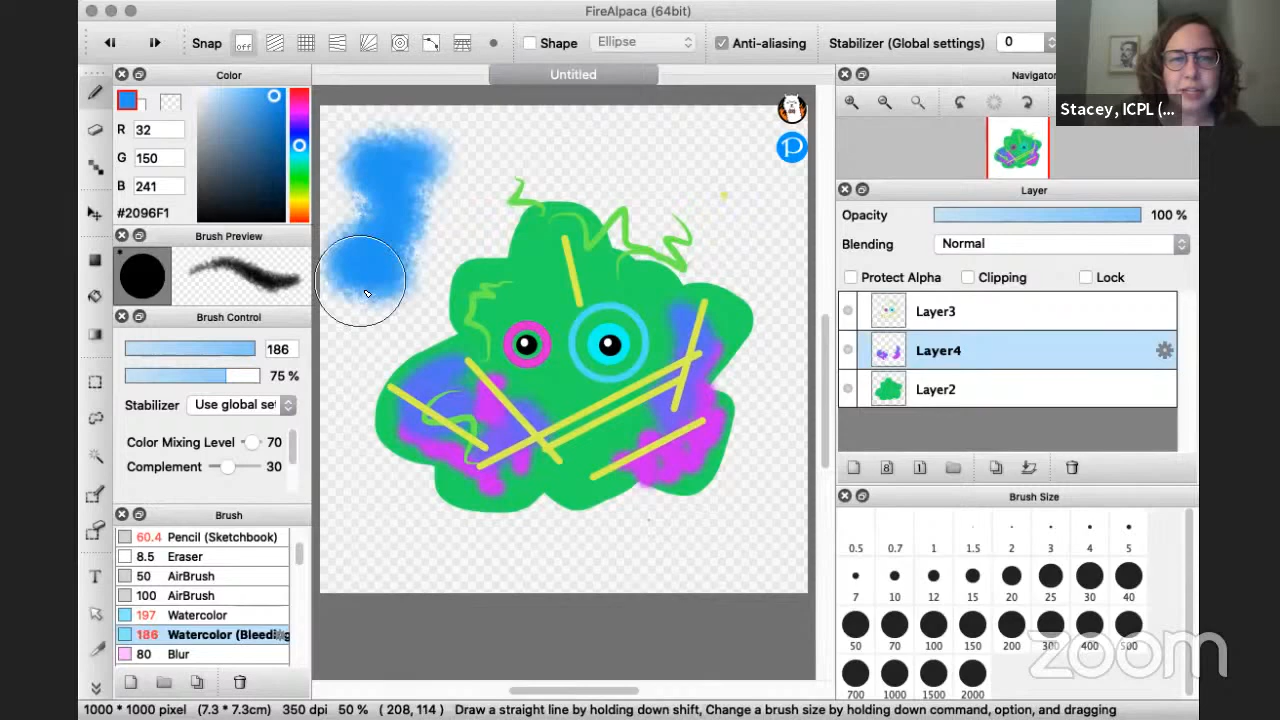 FireAlpaca (64bit)
Snap
off
Shape
Ellipse
Anti-aliasing
Stabilizer (Global settings)
0
Stacey, ICPL (...
Color
Untitled
Navigator
R 32
G 150
B 241
#2096F1
Layer
Opacity
100 %
Brush Preview
Blending
Normal
Protect Alpha
Clipping
Lock
Layer3
Brush Control
186
Layer4
75 %
Layer2
Stabilizer
Use global set
Color Mixing Level
70
Complement
30
8
1
Brush Size
Brush
60.4 Pencil (Sketchbook)
8.5 Eraser
50 AirBrush
100 AirBrush
197 Watercolor
186 Watercolor (Bleeding
80 Blur
0.5 0.7 1 1.5 2 3 4 5
7 10 12 15 20 25 30 40
50 70 100 150 200 300 400 500
700 1000 1500 2000
zoom
1000 * 1000 pixel (7.3 * 7.3cm) 350 dpi 50 % ( 208, 114 ) Draw a straight line by holding down shift, Change a brush size by holding down command, option, and dragging